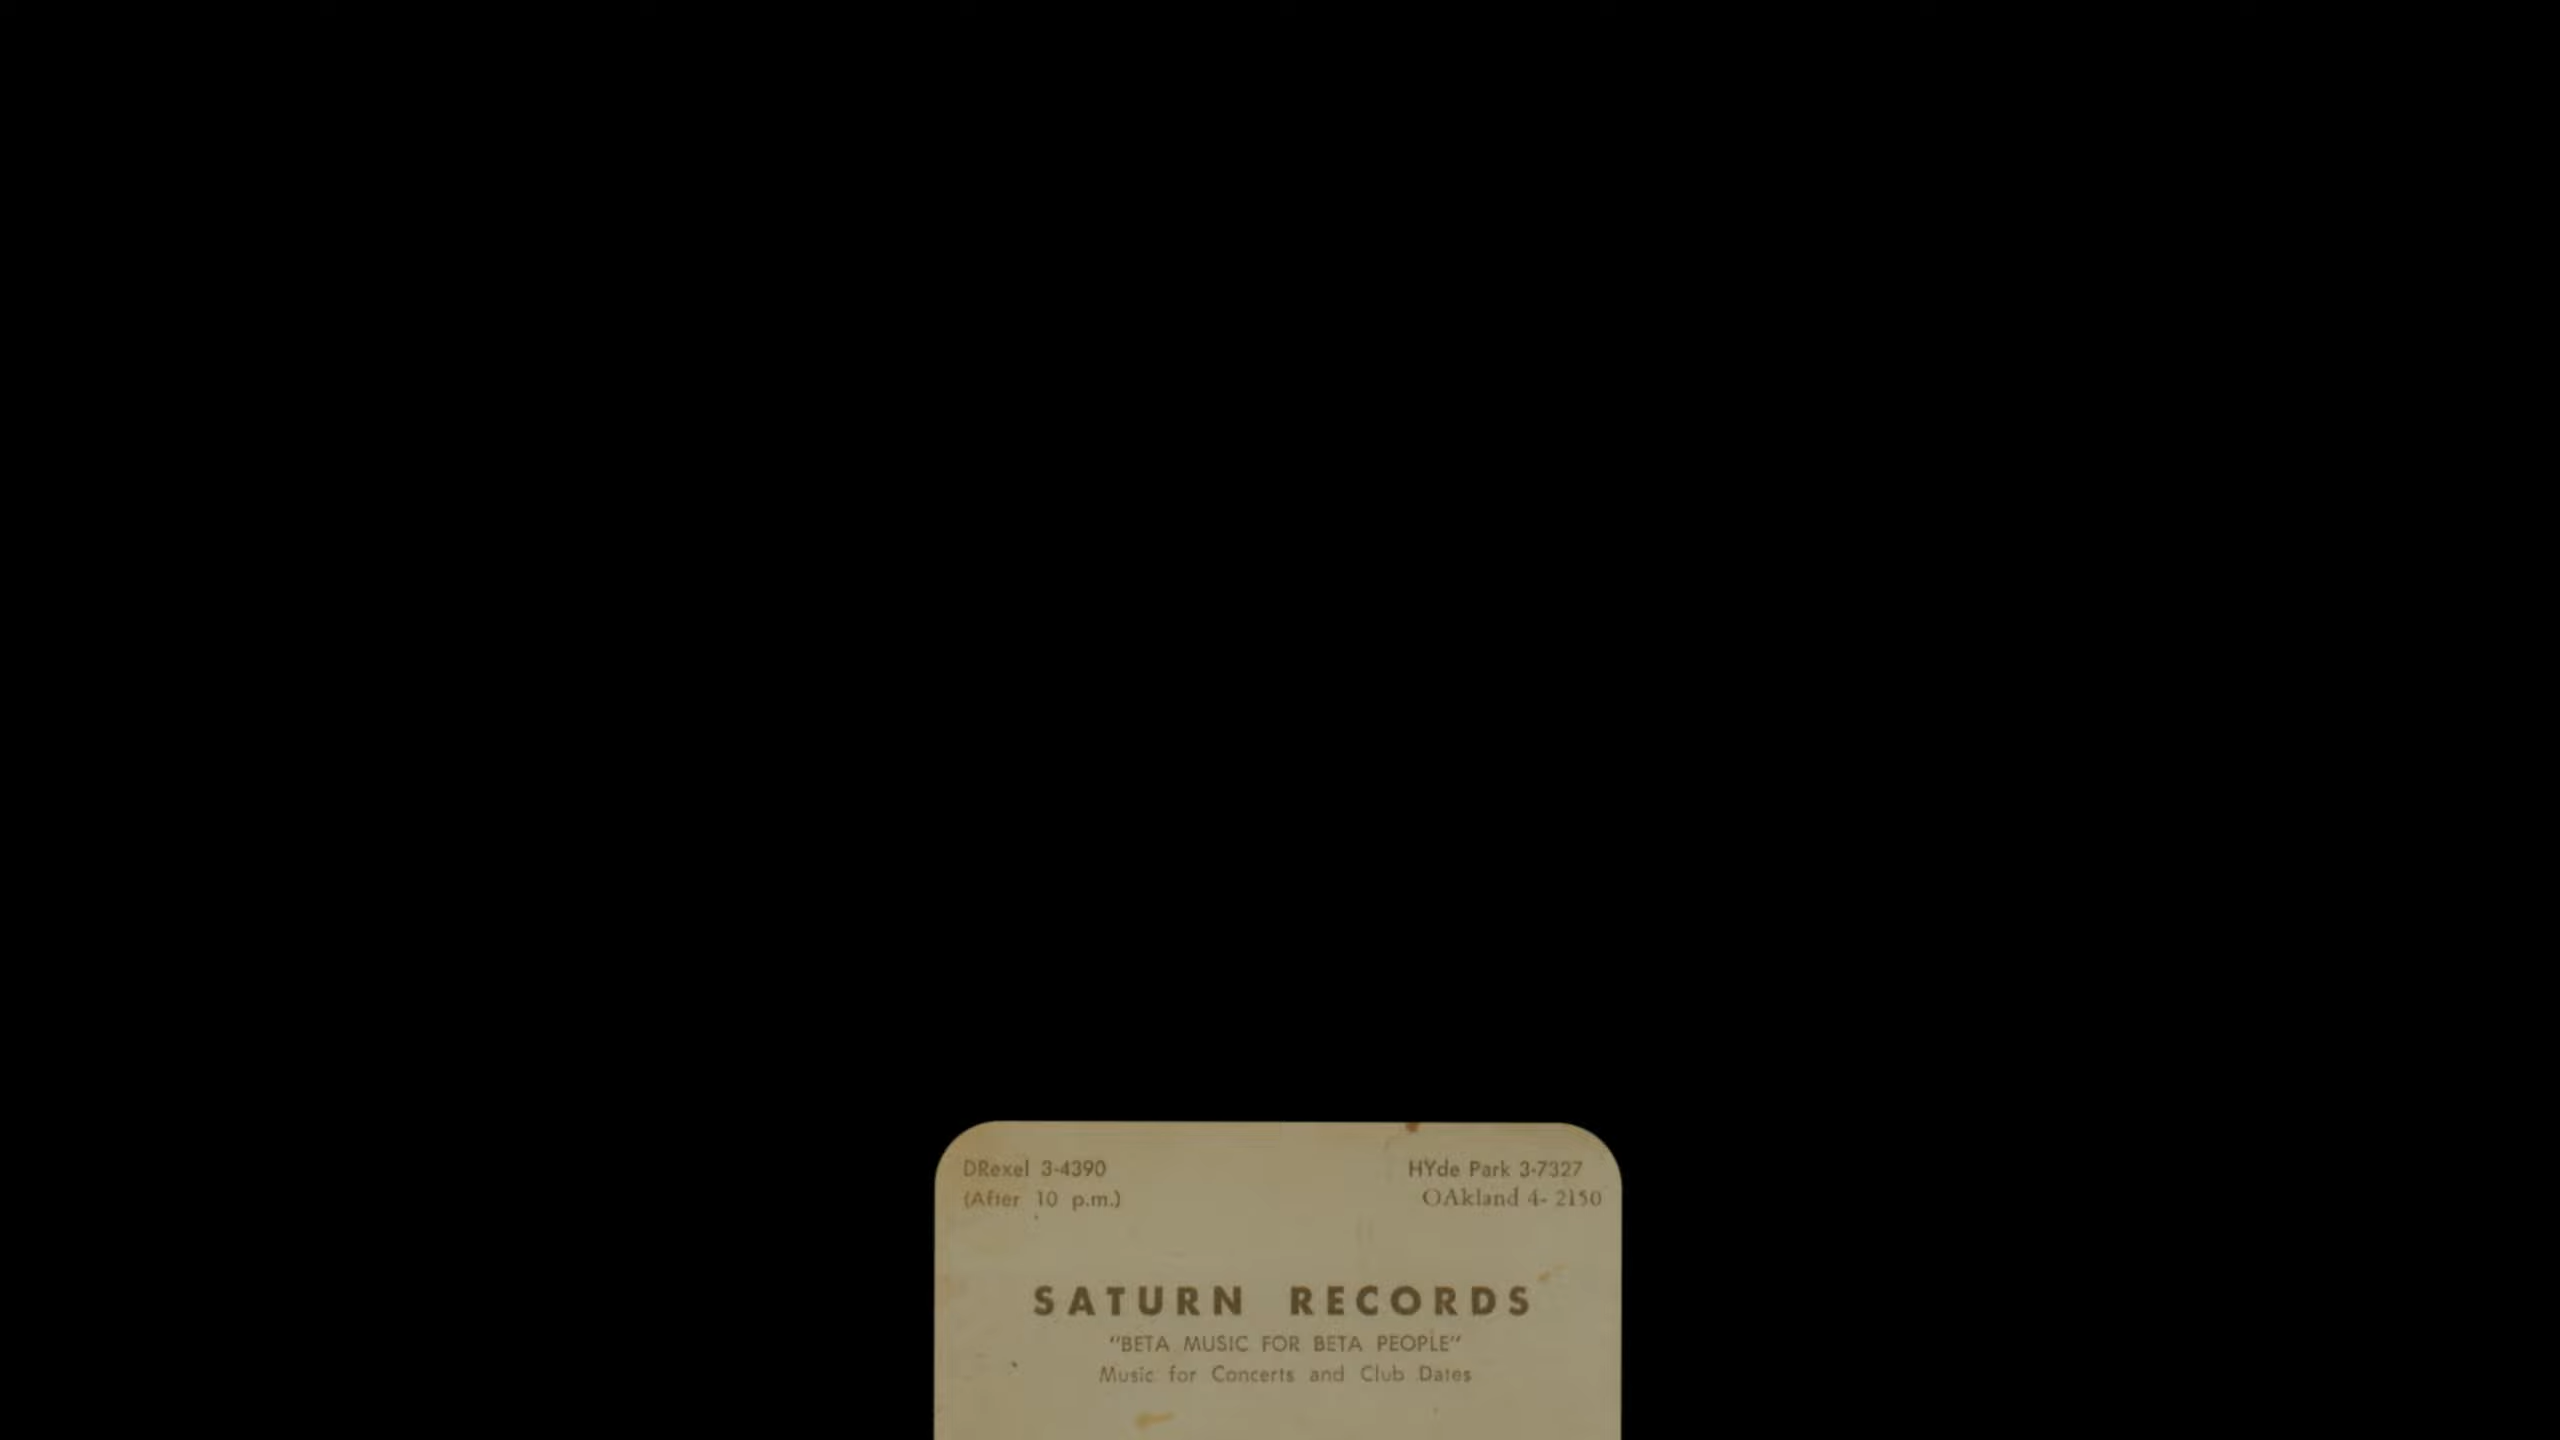 DRexel 3-4390
HYde Park 3-7327
(After 10 p.m.)
OAkland 4- 2150
SATURN RECORDS
"BETA MUSIC FOR BETA PEOPLE"
Music for Concerts and Club Dates